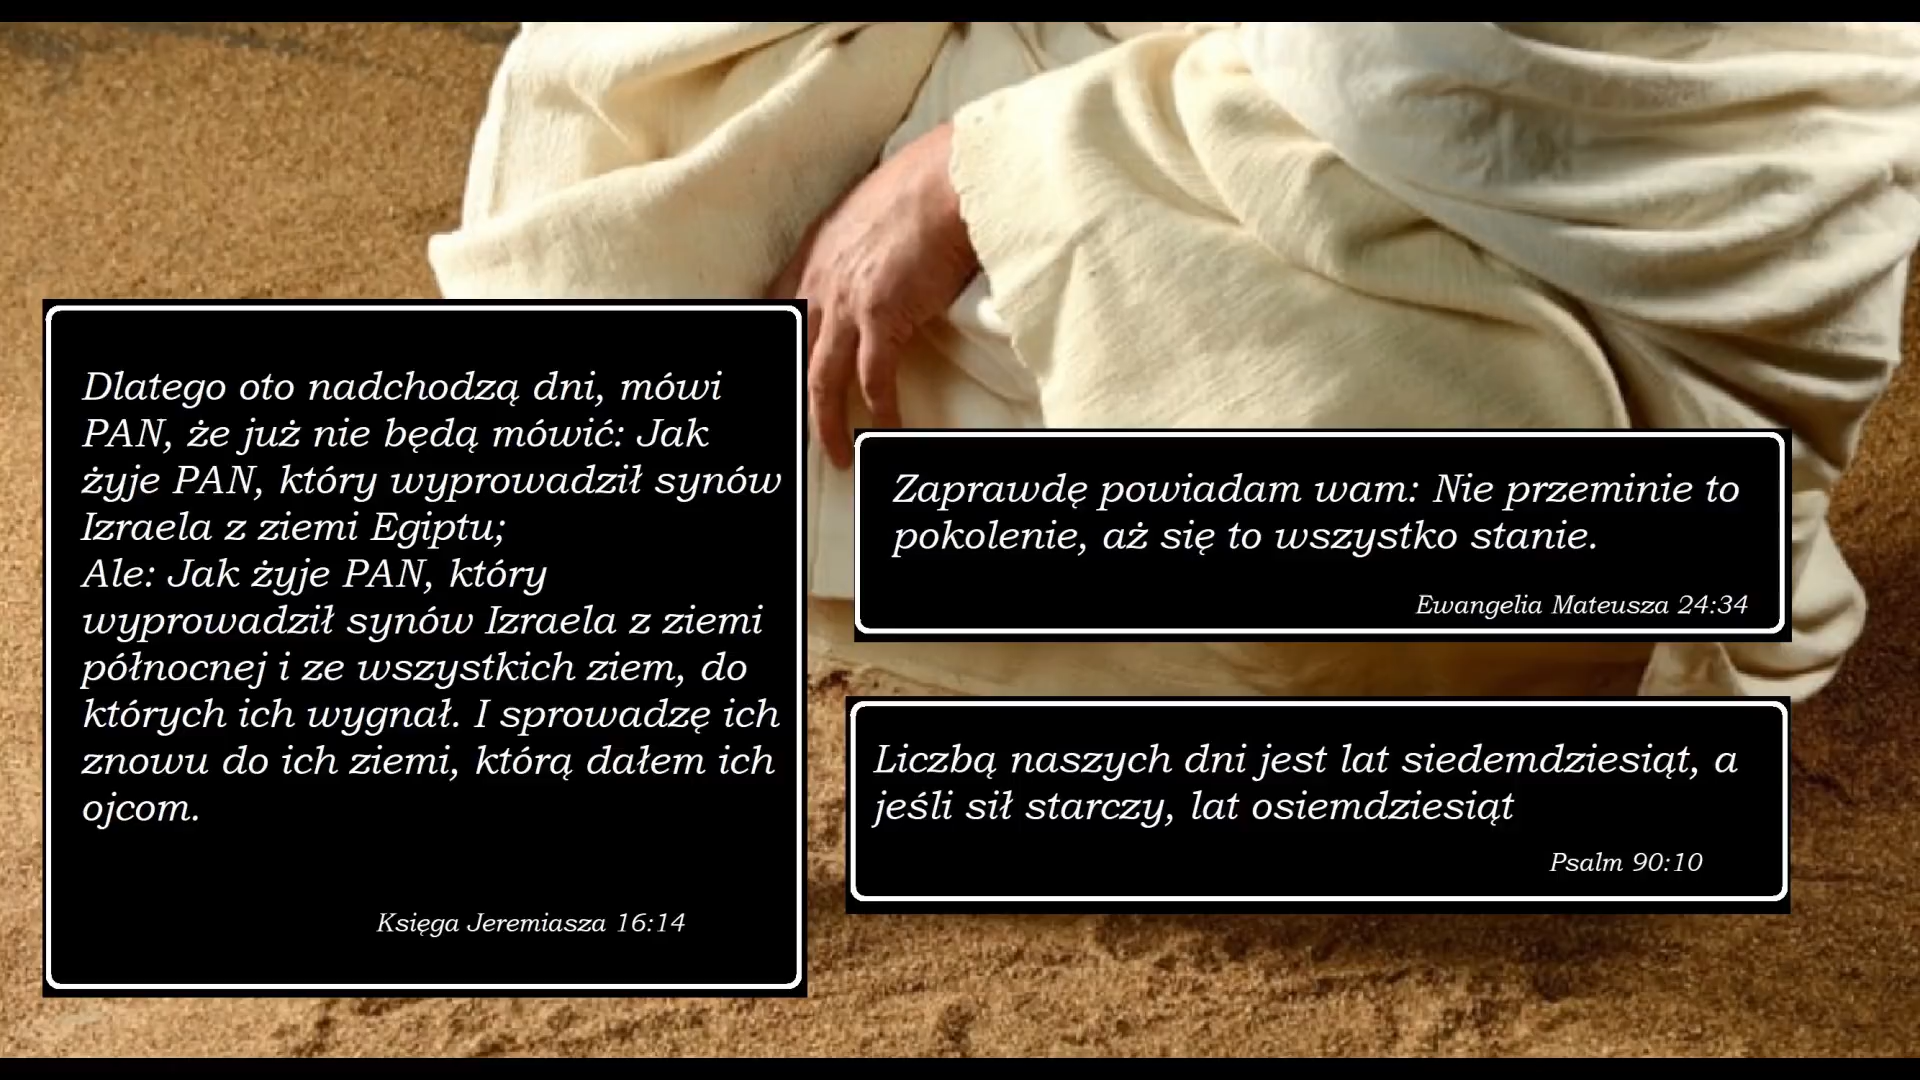 Dlatego oto nadchodzą dni, mówi
PAN, że już nie będą mówić: Jak
żyje PAN, który wyprowadził synów
Izraela z ziemi Egiptu;
Ale: Jak żyje PAN, który
wyprowadził synów Izraela z ziemi
północnej i ze wszystkich ziem, do
których ich wygnał. I sprowadzę ich
znowu do ich ziemi, którą dałem ich
ojcom.
Księga Jeremiasza 16:14
Zaprawdę powiadam wam: Nie przeminie to
pokolenie, aż się to wszystko stanie.
Ewangelia Mateusza 24:34
Liczbą naszych dni jest lat siedemdziesiąt, a
jeśli sił starczy, lat osiemdziesiąt
Psalm 90:10